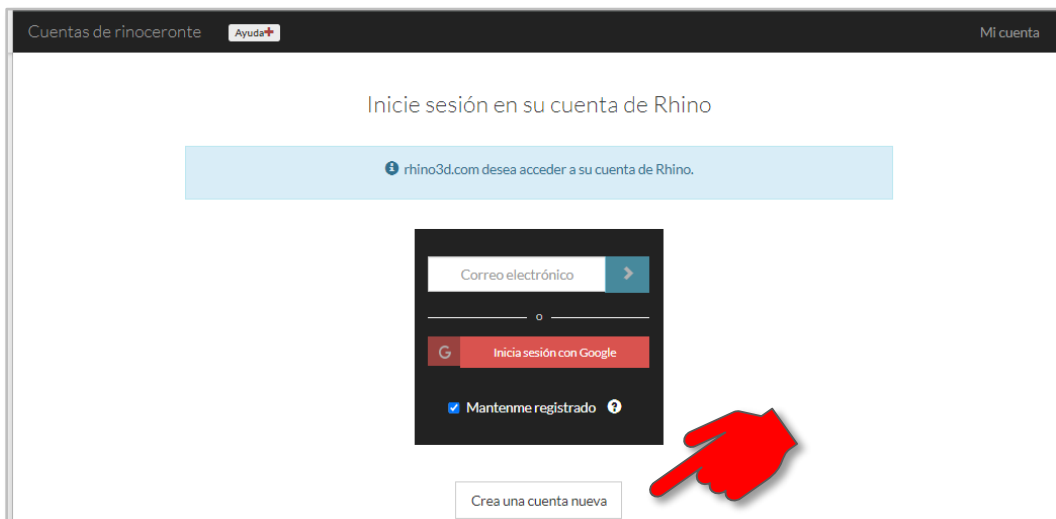 Cuentas de rinoceronte Ayuda+ Mi cuenta
Inicie sesión en su cuenta de Rhino
rhino3d.com desea acceder a su cuenta de Rhino.
Correo electrónico
o
G Inicia sesión con Google
Mantenme registrado ?
Crea una cuenta nueva